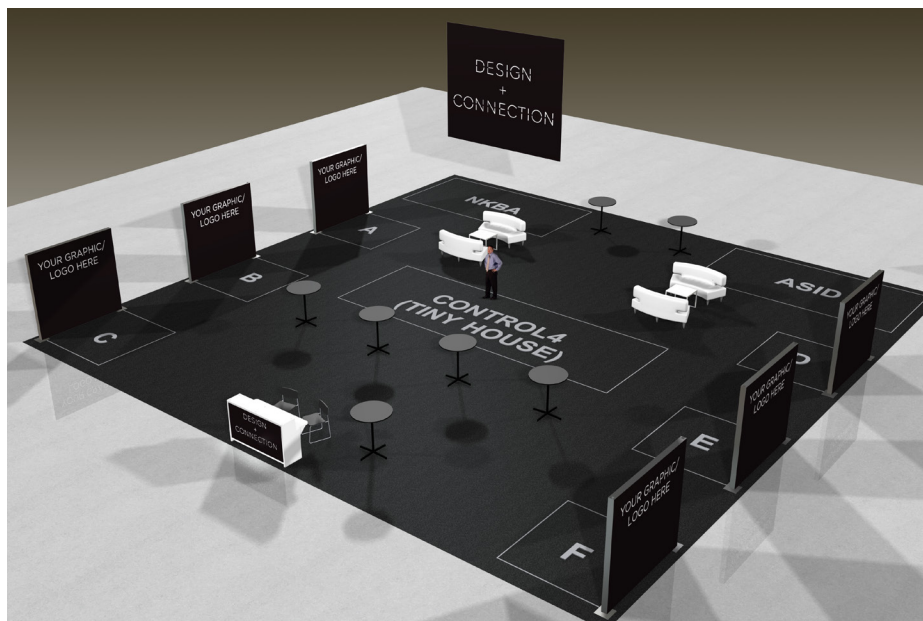 DESIGN
+
CONNECTION
YOUR GRAPHIC/
LOGO HERE
A
YOUR GRAPHIC/
LOGO HERE
B
YOUR GRAPHIC/
LOGO HERE
C
NKBA
CONTROL4
(TINY HOUSE)
ASID
YOUR GRAPHIC/
LOGO HERE
D
YOUR GRAPHIC/
LOGO HERE
E
YOUR GRAPHIC/
LOGO HERE
F
DESIGN
+
CONNECTION